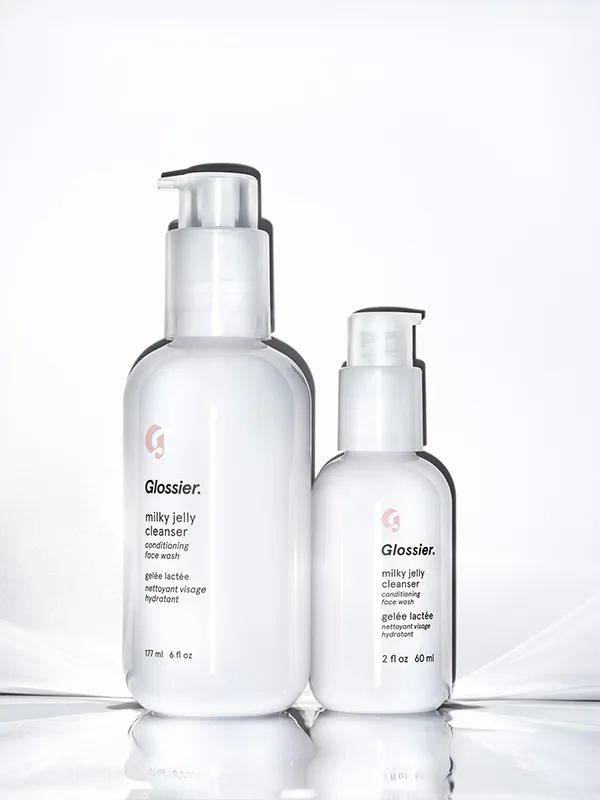 G
Glossier.
milky jelly
cleanser
conditioning
face wash
gelée lactée
nettoyant visage
hydratant
177 ml 6 fl oz
G
Glossier.
milky jelly
cleanser
conditioning
face wash
gelée lactée
nettoyant visage
hydratant
2 fl oz 60 ml